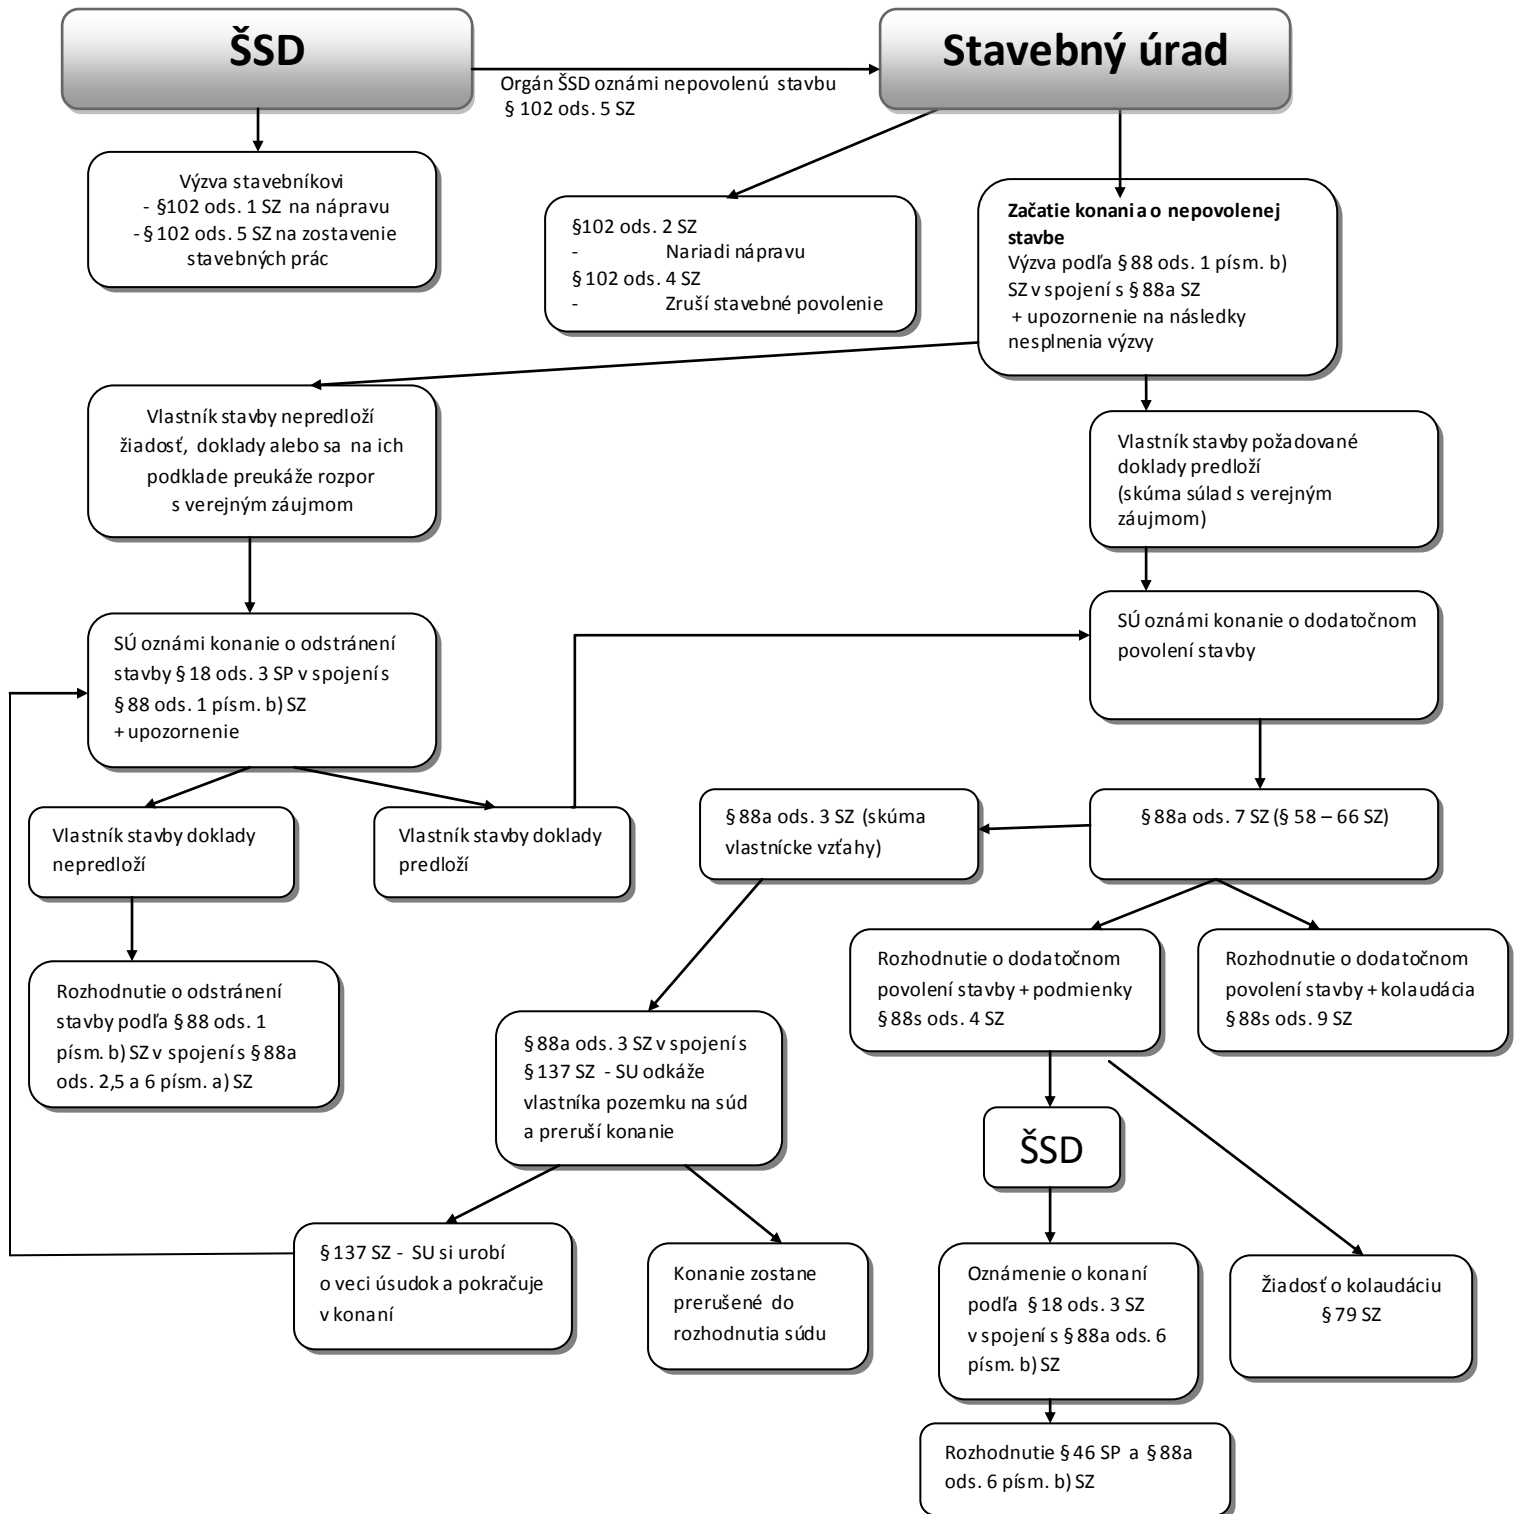 ŠSD
Stavebný úrad
Orgán ŠSD oznámi nepovolenú stavbu
§ 102 ods. 5 SZ
Výzva stavebníkovi
- §102 ods. 1 SZ na nápravu
- § 102 ods. 5 SZ na zostavenie
stavebných prác
§102 ods. 2 SZ
- Nariadi nápravu
§ 102 ods. 4 SZ
- Zruší stavebné povolenie
Začatie konania o nepovolenej
stavbe
Výzva podľa § 88 ods. 1 písm. b)
SZ v spojení s § 88a SZ
+ upozornenie na následky
nesplnenia výzvy
Vlastník stavby nepredloží
žiadosť, doklady alebo sa na ich
podklade preukáže rozpor
s verejným záujmom
Vlastník stavby požadované
doklady predloží
(skúma súlad s verejným
záujmom)
SÚ oznámi konanie o odstránení
stavby § 18 ods. 3 SP v spojení s
§ 88 ods. 1 písm. b) SZ
+ upozornenie
SÚ oznámi konanie o dodatočnom
povolení stavby
Vlastník stavby doklady
nepredloží
Vlastník stavby doklady
predloží
§ 88a ods. 3 SZ (skúma
vlastnícke vzťahy)
§ 88a ods. 7 SZ (§ 58 – 66 SZ)
Rozhodnutie o odstránení
stavby podľa § 88 ods. 1
písm. b) SZ v spojení s § 88a
ods. 2,5 a 6 písm. a) SZ
Rozhodnutie o dodatočnom
povolení stavby + podmienky
§ 88s ods. 4 SZ
Rozhodnutie o dodatočnom
povolení stavby + kolaudácia
§ 88s ods. 9 SZ
§ 88a ods. 3 SZ v spojení s
§ 137 SZ - SU odkáže
vlastníka pozemku na súd
a preruší konanie
ŠSD
§ 137 SZ - SU si urobí
o veci úsudok a pokračuje
v konaní
Konanie zostane
prerušené do
rozhodnutia súdu
Oznámenie o konaní
podľa § 18 ods. 3 SZ
v spojení s § 88a ods. 6
písm. b) SZ
Žiadosť o kolaudáciu
§ 79 SZ
Rozhodnutie § 46 SP a § 88a
ods. 6 písm. b) SZ